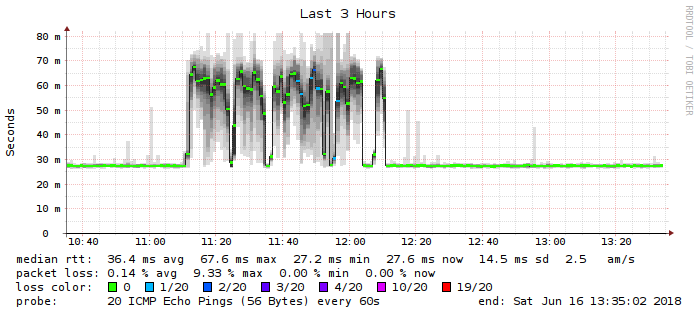 Last 3 Hours
RRDTOOL / TOBI OETIKER
Seconds
80 m
70 m
60 m
50 m
40 m
30 m
20 m
10 m
0
10:40 11:00 11:20 11:40 12:00 12:20 12:40 13:00 13:20
median rtt: 36.4 ms avg 67.6 ms max 27.2 ms min 27.6 ms now 14.5 ms sd 2.5 am/s
packet loss: 0.14 % avg 9.33 % max 0.00 % min 0.00 % now
loss color: 0 1/20 2/20 3/20 4/20 10/20 19/20
probe: 20 ICMP Echo Pings (56 Bytes) every 60s end: Sat Jun 16 13:35:02 2018